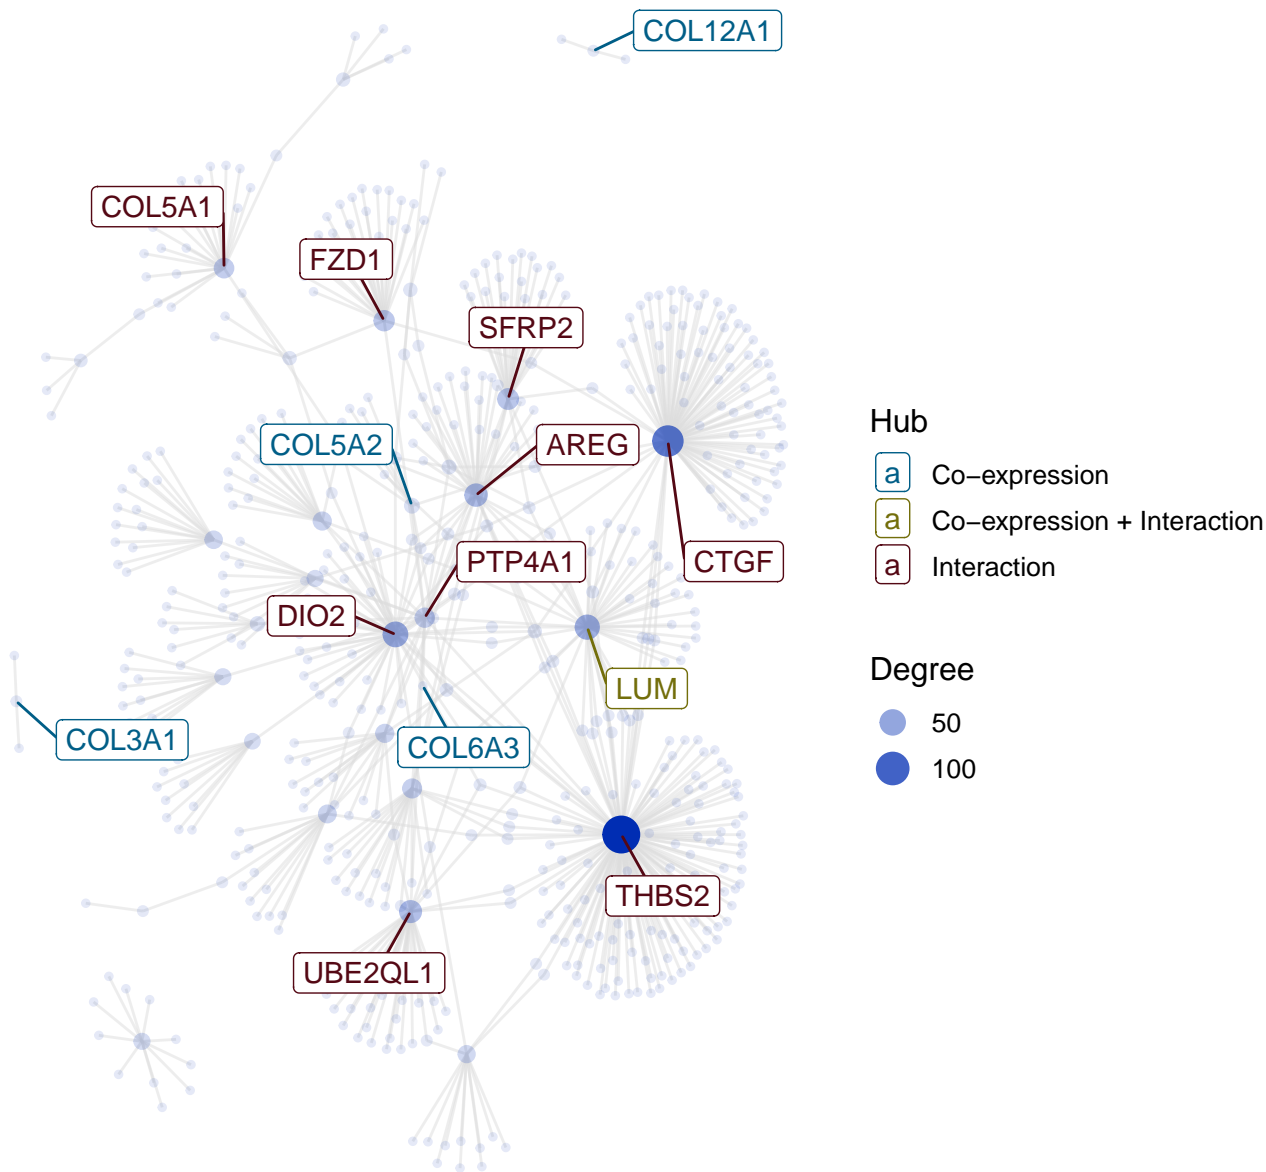 COL12A1
COL5A1
FZD1
SFRP2
COL5A2
AREG
PTP4A1
CTGF
DIO2
LUM
COL3A1
COL6A3
THBS2
UBE2QL1
Hub
a Co−expression
a Co−expression + Interaction
a Interaction
Degree
50
100